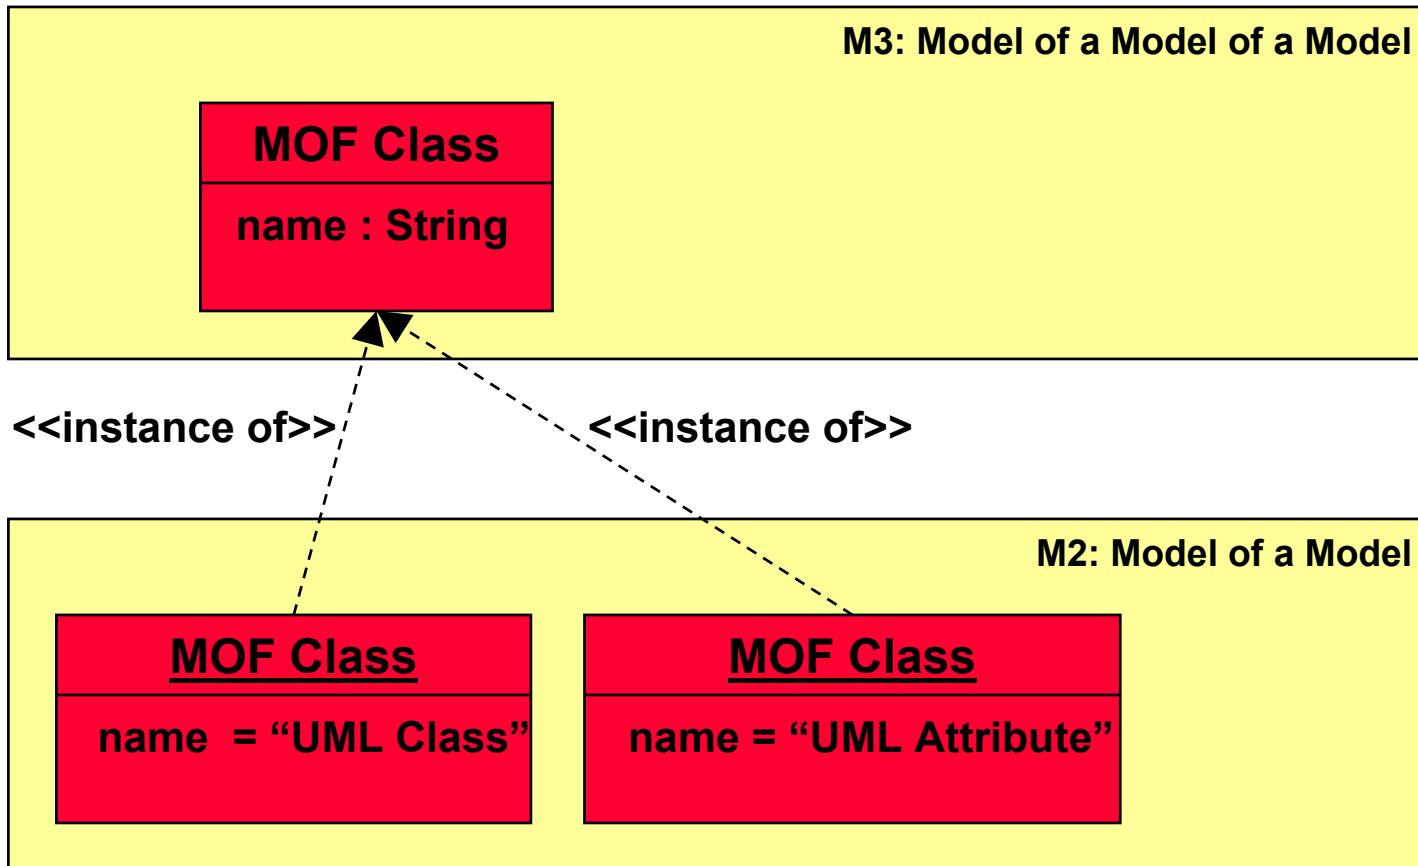 M3: Model of a Model of a Model
MOF Class
name : String
<<instance of>> <<instance of>>
M2: Model of a Model
MOF Class
name = “UML Class”
MOF Class
name = “UML Attribute”